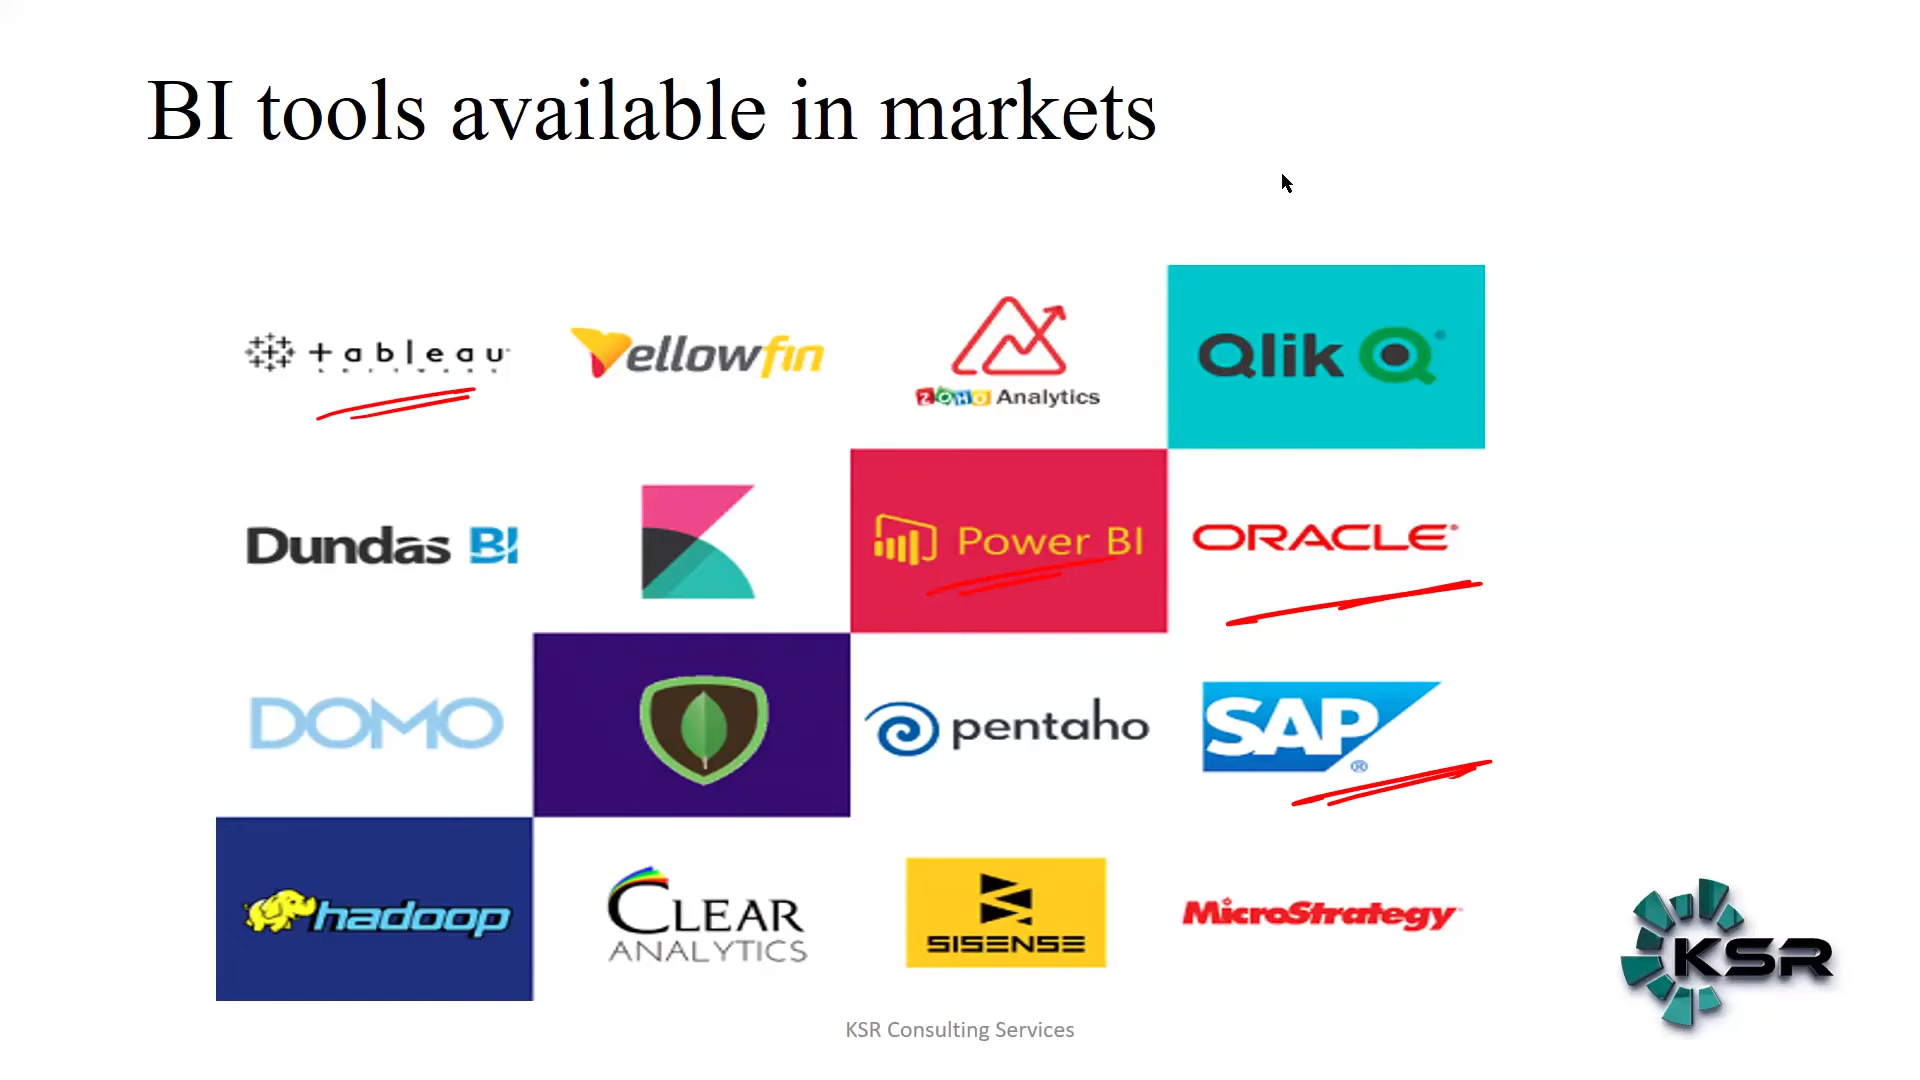 BI tools available in markets
+ableau
Yellowfin
ZOHO Analytics
Qlik
Dundas BI
Power BI
ORACLE
DOMO
pentaho
SAP
®
hadoop
CLEAR
ANALYTICS
SISENSE
MicroStrategy
KSR
KSR Consulting Services